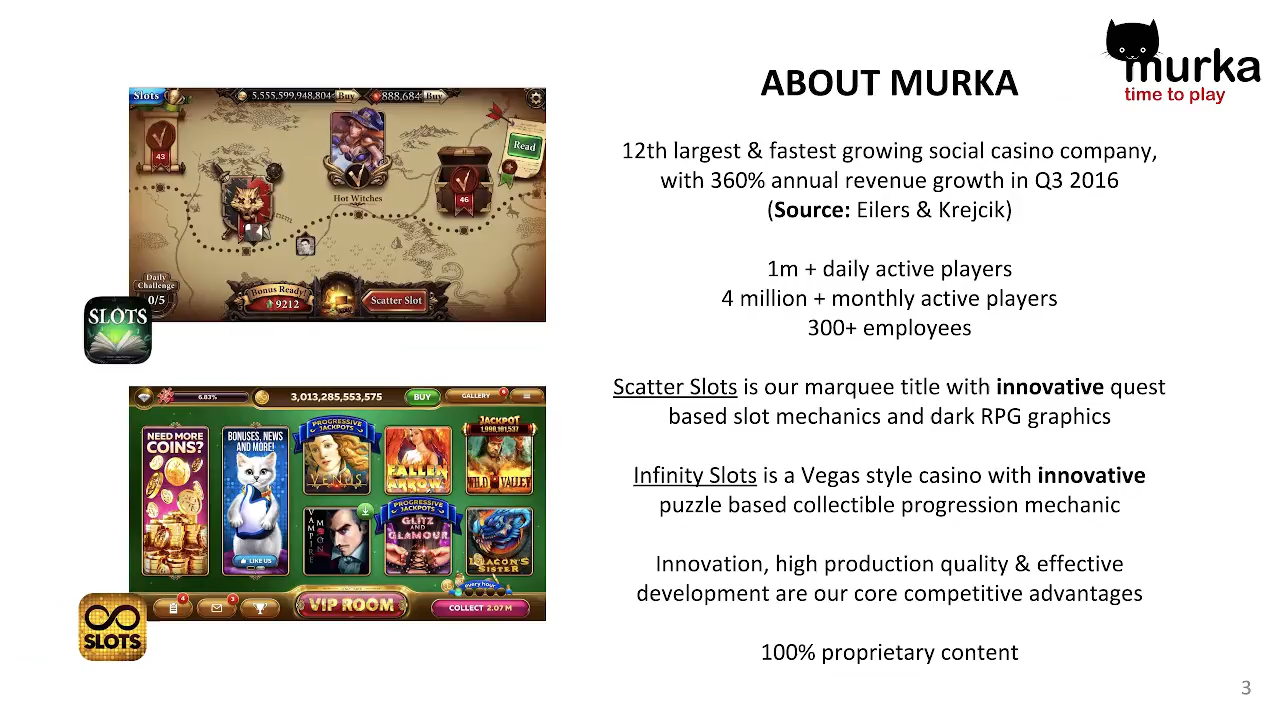 murka
time to play
ABOUT MURKA
12th largest & fastest growing social casino company,
with 360% annual revenue growth in Q3 2016
(Source: Eilers & Krejcik)
1m + daily active players
4 million + monthly active players
300+ employees
Scatter Slots is our marquee title with innovative quest
based slot mechanics and dark RPG graphics
Infinity Slots is a Vegas style casino with innovative
puzzle based collectible progression mechanic
Innovation, high production quality & effective
development are our core competitive advantages
100% proprietary content
Slots
5,555,599,948,804
Buy
888,684
Buy
43
Read
46
Hot Witches
Daily
Challenge
0/5
Bonus Ready!
9212
Scatter Slot
SLOTS
6.83%
3,013,285,553,575
BUY
GALLERY
NEED MORE
COINS?
BONUSES, NEWS
AND MORE!
LIKE US
PROGRESSIVE
JACKPOTS
VENUS
FALLEN
ARROW
JACKPOT
WILD VALLEY
VAMPIRE
MOON
PROGRESSIVE
JACKPOTS
GLITZ
AND
GLAMOUR
DRAGON'S
SISTER
4
3
VIP ROOM
every hour
COLLECT 2.07 M
SLOTS
3